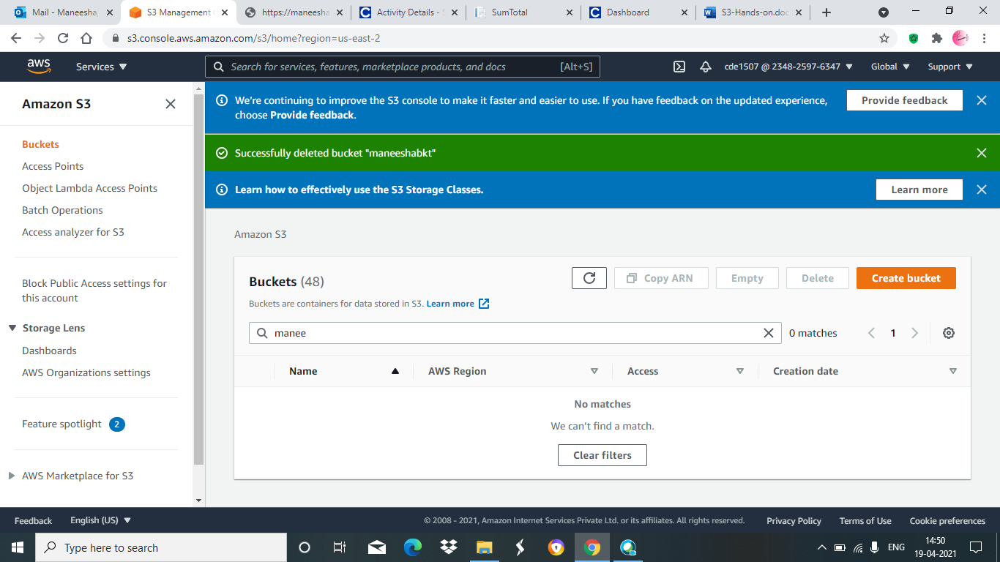 Mail - Maneesha,
S3 Management
https://maneesha
Activity Details - S
SumTotal
Dashboard
S3-Hands-on.doc
s3.console.aws.amazon.com/s3/home?region=us-east-2
aws
Services
Search for services, features, marketplace products, and docs
[Alt+S]
cde1507 @ 2348-2597-6347
Global
Support
Amazon S3
Buckets
Access Points
Object Lambda Access Points
Batch Operations
Access analyzer for S3
Block Public Access settings for
this account
Storage Lens
Dashboards
AWS Organizations settings
Feature spotlight 2
AWS Marketplace for S3
We're continuing to improve the S3 console to make it faster and easier to use. If you have feedback on the updated experience,
choose Provide feedback.
Provide feedback
Successfully deleted bucket "maneeshabkt"
Learn how to effectively use the S3 Storage Classes.
Learn more
Amazon S3
Buckets (48)
Copy ARN
Empty
Delete
Create bucket
Buckets are containers for data stored in S3. Learn more
manee
0 matches
1
Name
AWS Region
Access
Creation date
No matches
We can't find a match.
Clear filters
Feedback
English (US)
© 2008 - 2021, Amazon Internet Services Private Ltd. or its affiliates. All rights reserved.
Privacy Policy
Terms of Use
Cookie preferences
Type here to search
ENG
14:50
19-04-2021